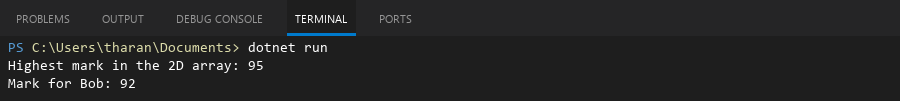 PROBLEMS OUTPUT DEBUG CONSOLE TERMINAL PORTS
PS C:\Users\tharan\Documents> dotnet run
Highest mark in the 2D array: 95
Mark for Bob: 92